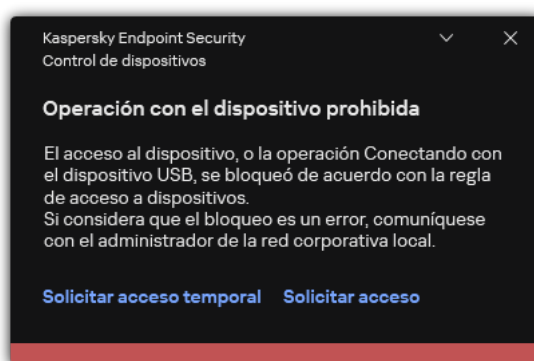 Kaspersky Endpoint Security
Control de dispositivos
Operación con el dispositivo prohibida
El acceso al dispositivo, o la operación Conectando con
el dispositivo USB, se bloqueó de acuerdo con la regla
de acceso a dispositivos.
Si considera que el bloqueo es un error, comuníquese
con el administrador de la red corporativa local.
Solicitar acceso temporal Solicitar acceso